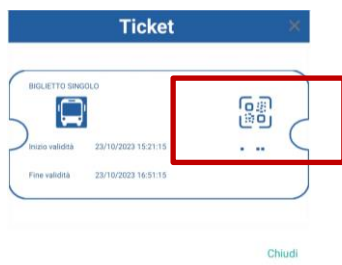 Ticket
BIGLIETTO SINGOLO
Inizio validità 23/10/2023 15:21:15
Fine validità 23/10/2023 16:51:15
Chiudi